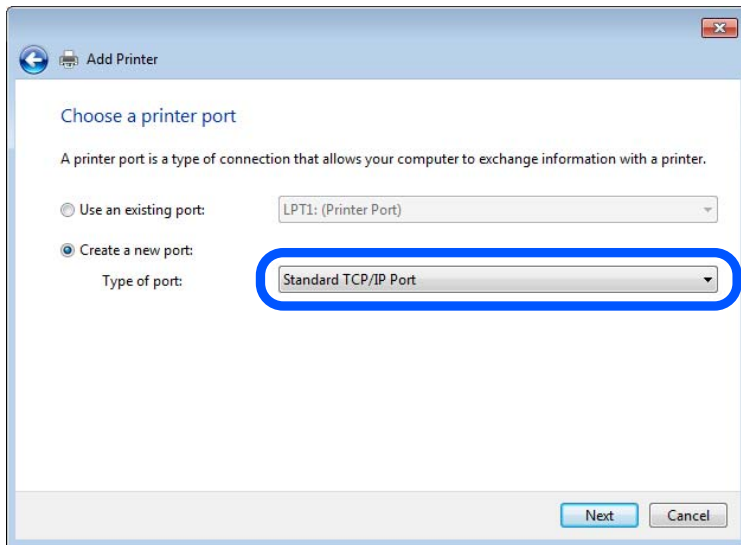 Add Printer
Choose a printer port
A printer port is a type of connection that allows your computer to exchange information with a printer.
Use an existing port: LPT1: (Printer Port)
Create a new port:
Type of port: Standard TCP/IP Port
Next Cancel